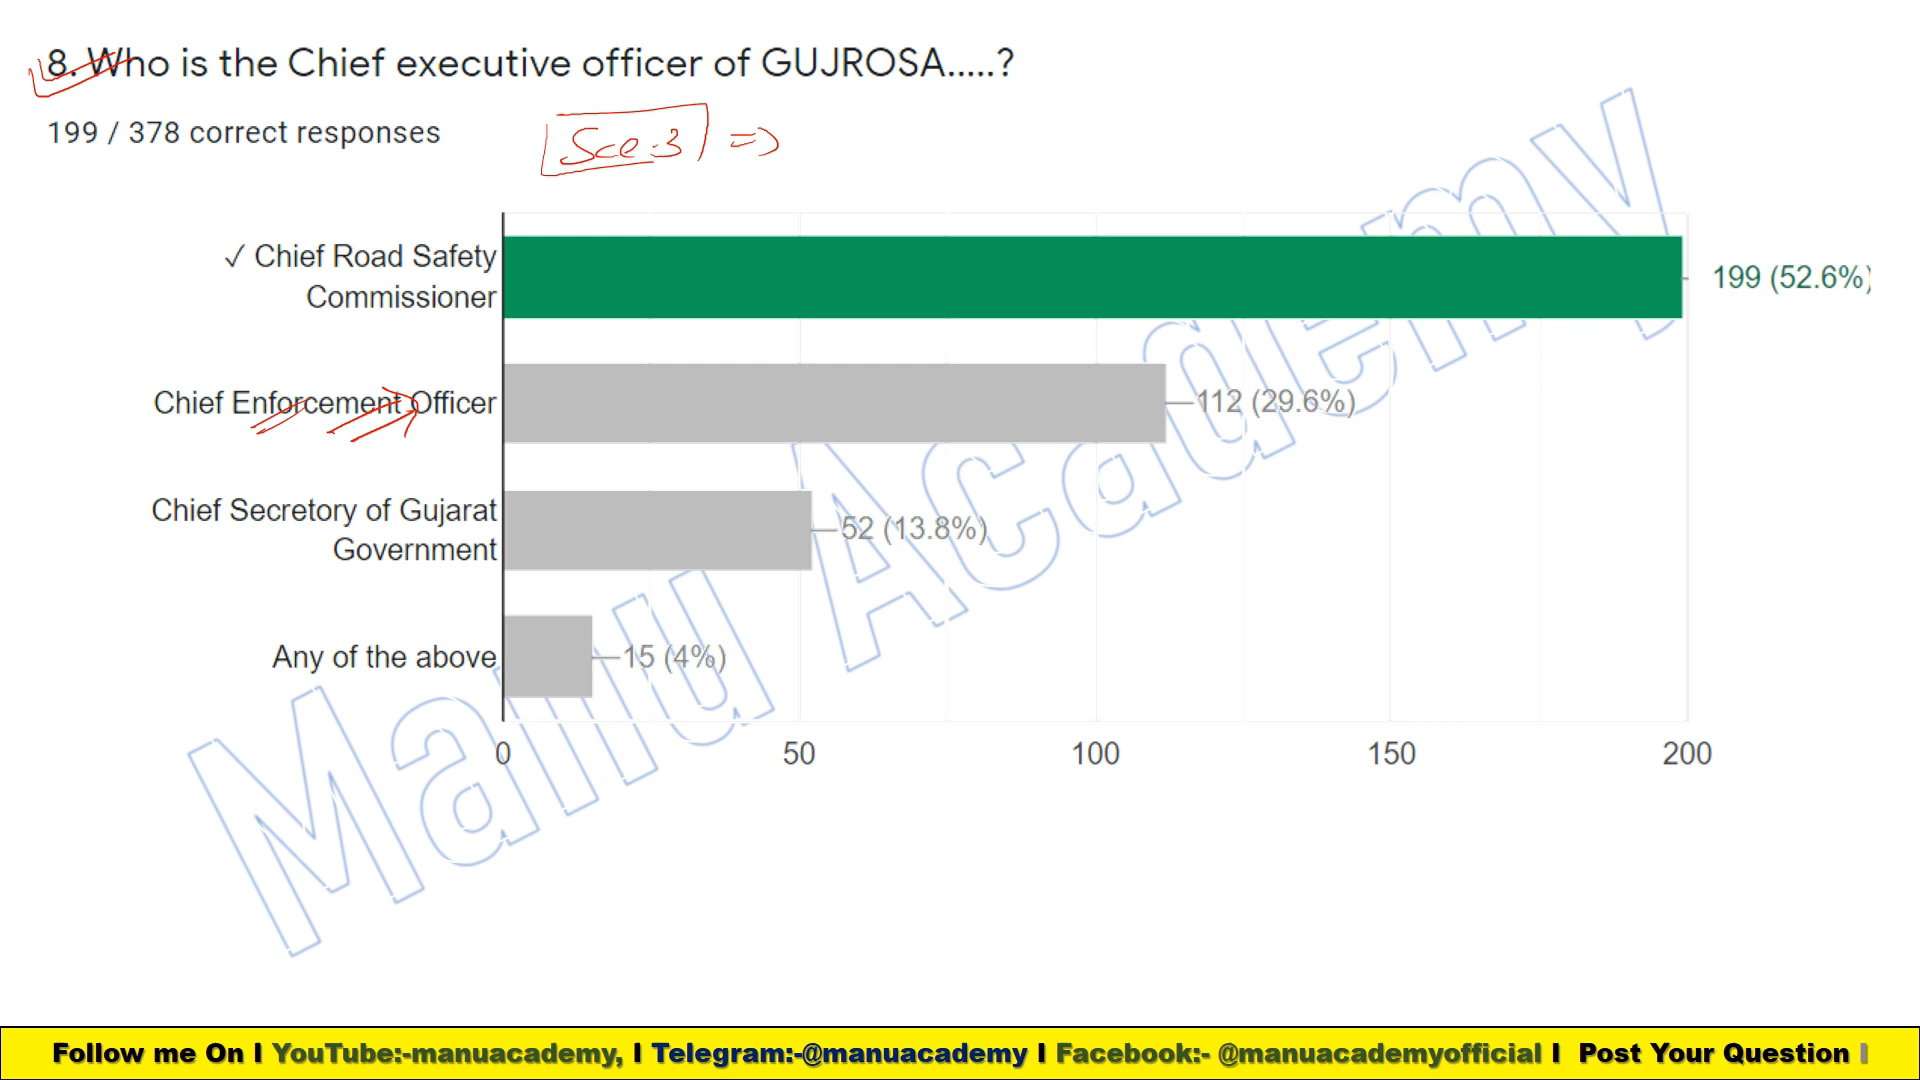 8. Who is the Chief executive officer of GUJROSA.....?
199 / 378 correct responses
Sec-3 =>
✓ Chief Road Safety
Commissioner
199 (52.6%)
Chief Enforcement Officer
112 (29.6%)
Chief Secretory of Gujarat
Government
52 (13.8%)
Any of the above
15 (4%)
0 50 100 150 200
Manu Academy
Follow me On I YouTube:-manuacademy, I Telegram:-@manuacademy I Facebook:- @manuacademyofficial I Post Your Question I